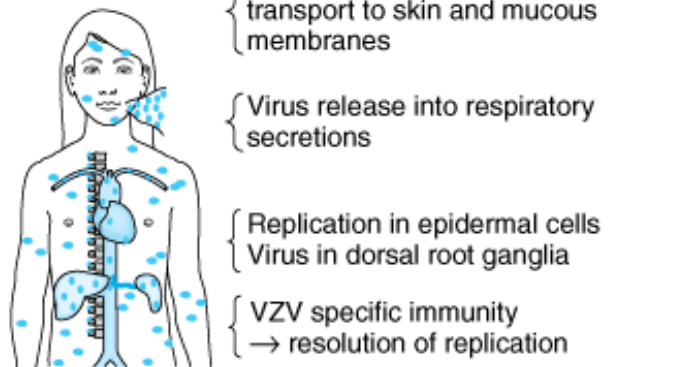 transport to skin and mucous
membranes
Virus release into respiratory
secretions
Replication in epidermal cells
Virus in dorsal root ganglia
VZV specific immunity
→ resolution of replication